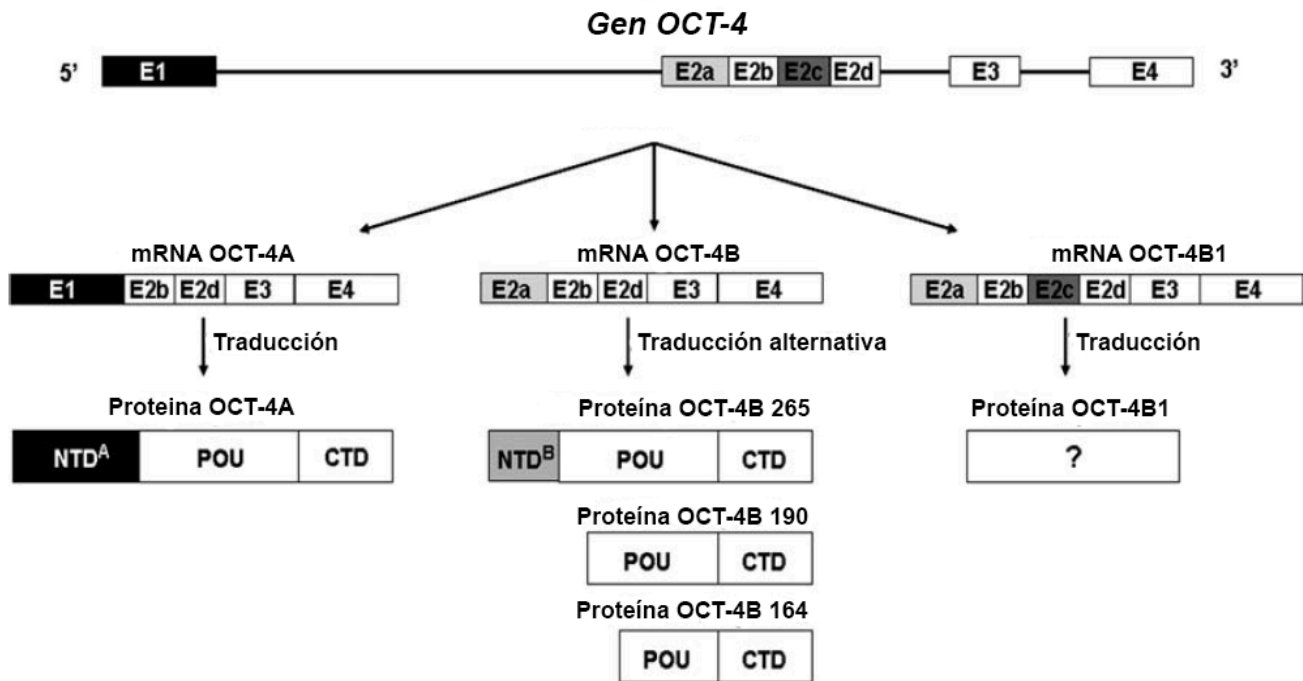 Gen OCT-4
5' E1 E2a E2b E2c E2d E3 E4 3'
mRNA OCT-4A mRNA OCT-4B mRNA OCT-4B1
E1 E2b E2d E3 E4 E2a E2b E2d E3 E4 E2a E2b E2c E2d E3 E4
Traducción Traducción alternativa Traducción
Proteina OCT-4A Proteína OCT-4B 265 Proteína OCT-4B1
NTDA POU CTD NTDB POU CTD ?
Proteína OCT-4B 190
POU CTD
Proteína OCT-4B 164
POU CTD